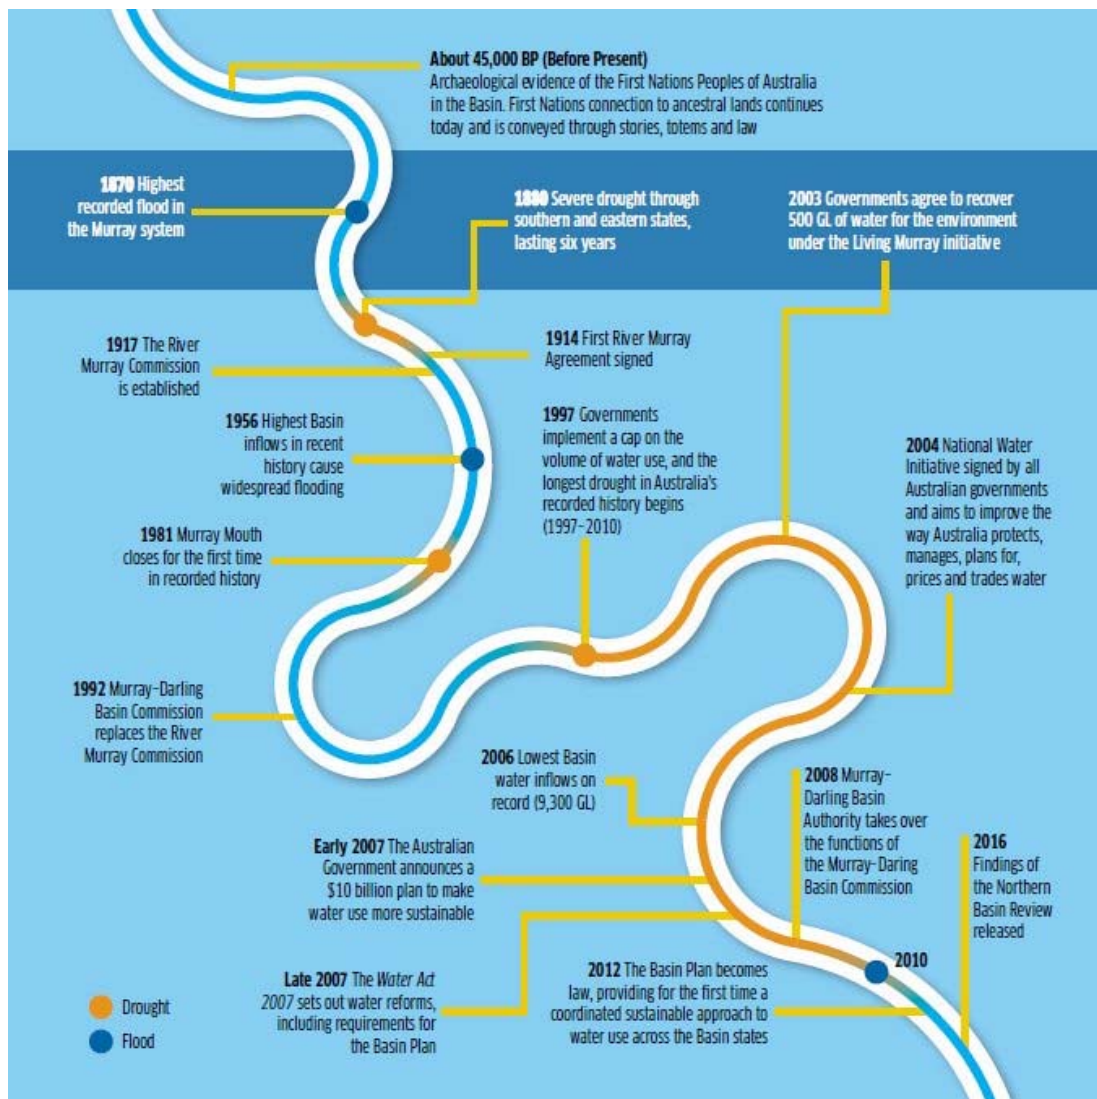 About 45,000 BP (Before Present)
Archaeological evidence of the First Nations Peoples of Australia
in the Basin. First Nations connection to ancestral lands continues
today and is conveyed through stories, totems and law
1870 Highest
recorded flood in
the Murray system
1880 Severe drought through
southern and eastern states,
lasting six years
2003 Governments agree to recover
500 GL of water for the environment
under the Living Murray initiative
1917 The River
Murray Commission
is established
1914 First River Murray
Agreement signed
1956 Highest Basin
inflows in recent
history cause
widespread flooding
1997 Governments
implement a cap on the
volume of water use, and the
longest drought in Australia's
recorded history begins
(1997–2010)
2004 National Water
Initiative signed by all
Australian governments
and aims to improve the
way Australia protects,
manages, plans for,
prices and trades water
1981 Murray Mouth
closes for the first time
in recorded history
1992 Murray–Darling
Basin Commission
replaces the River
Murray Commission
2006 Lowest Basin
water inflows on
record (9,300 GL)
2008 Murray–
Darling Basin
Authority takes over
the functions of
the Murray-Daring
Basin Commission
2016
Findings of
the Northern
Basin Review
released
Early 2007 The Australian
Government announces a
$10 billion plan to make
water use more sustainable
Late 2007 The Water Act
2007 sets out water reforms,
including requirements for
the Basin Plan
2012 The Basin Plan becomes
law, providing for the first time a
coordinated sustainable approach to
water use across the Basin states
2010
Drought
Flood